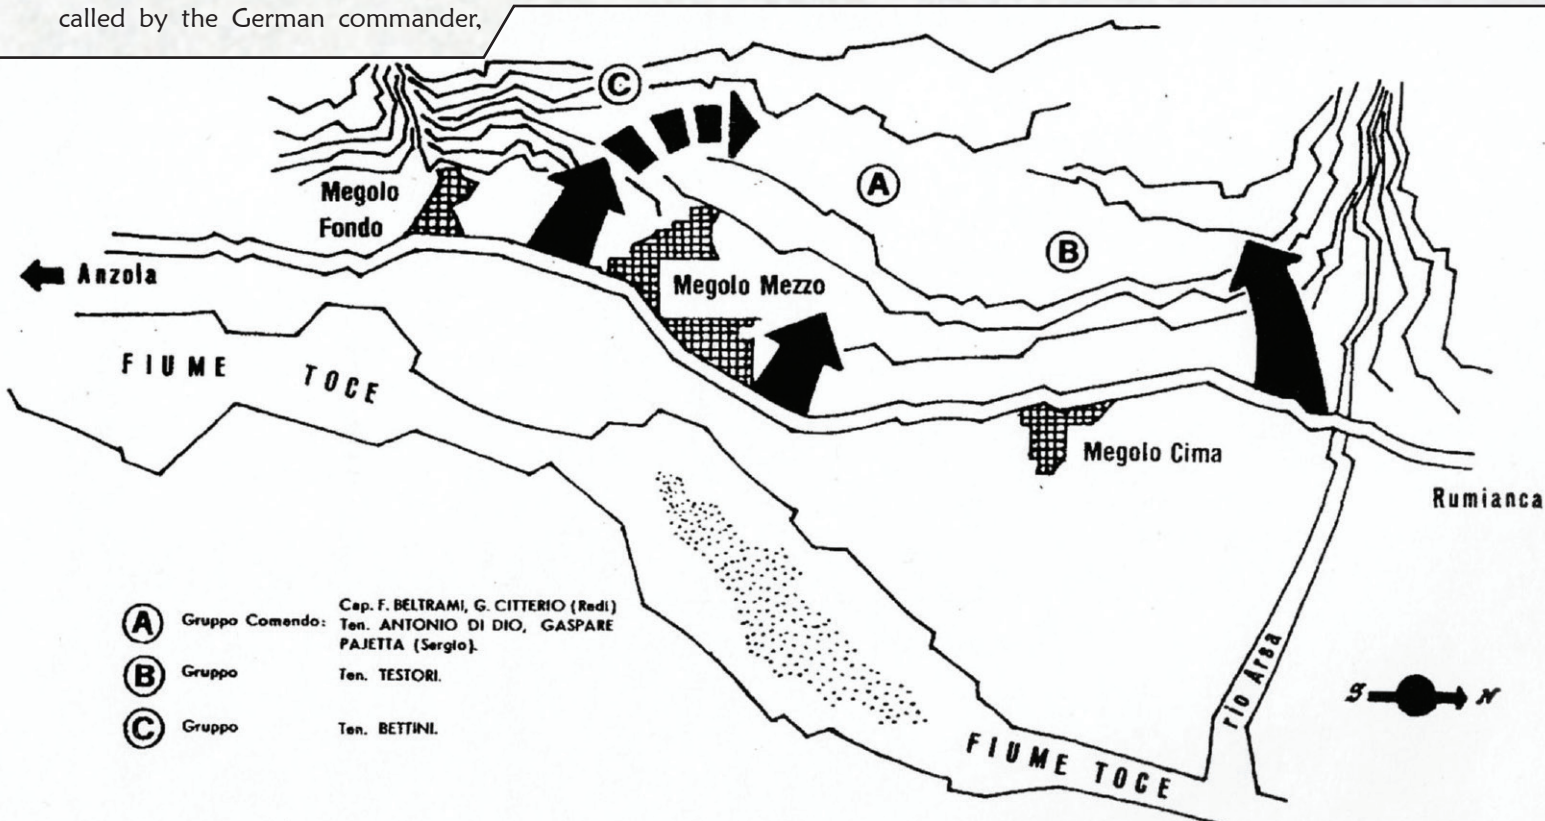 called by the German commander,
C
A
B
Megolo
Fondo
Anzola
Megolo Mezzo
FIUME TOCE
Megolo Cima
Rumianca
A Gruppo Comando: Cap. F. BELTRAMI, G. CITTERIO (Redi)
Ten. ANTONIO DI DIO, GASPARE
PAJETTA (Sergio).
B Gruppo Ten. TESTORI.
C Gruppo Ten. BETTINI.
rio Arsa
S N
FIUME TOCE